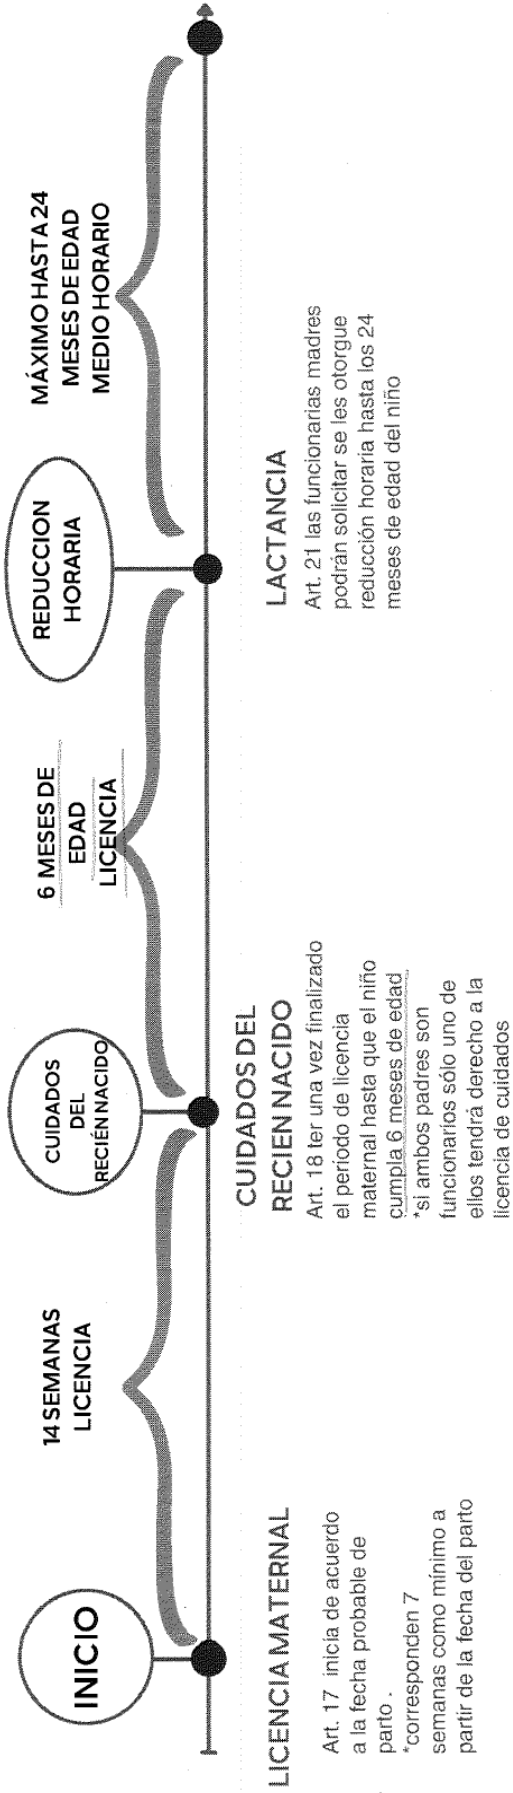 INICIO
14 SEMANAS
LICENCIA
CUIDADOS
DEL
RECIÉN NACIDO
6 MESES DE
EDAD
LICENCIA
REDUCCION
HORARIA
MÁXIMO HASTA 24
MESES DE EDAD
MEDIO HORARIO
LICENCIA MATERNAL
Art. 17 inicia de acuerdo
a la fecha probable de
parto .
*corresponden 7
semanas como mínimo a
partir de la fecha del parto
CUIDADOS DEL
RECIEN NACIDO
Art. 18 ter una vez finalizado
el período de licencia
maternal hasta que el niño
cumpla 6 meses de edad
*si ambos padres son
funcionarios sólo uno de
ellos tendrá derecho a la
licencia de cuidados
LACTANCIA
Art. 21 las funcionarias madres
podrán solicitar se les otorgue
reducción horaria hasta los 24
meses de edad del niño